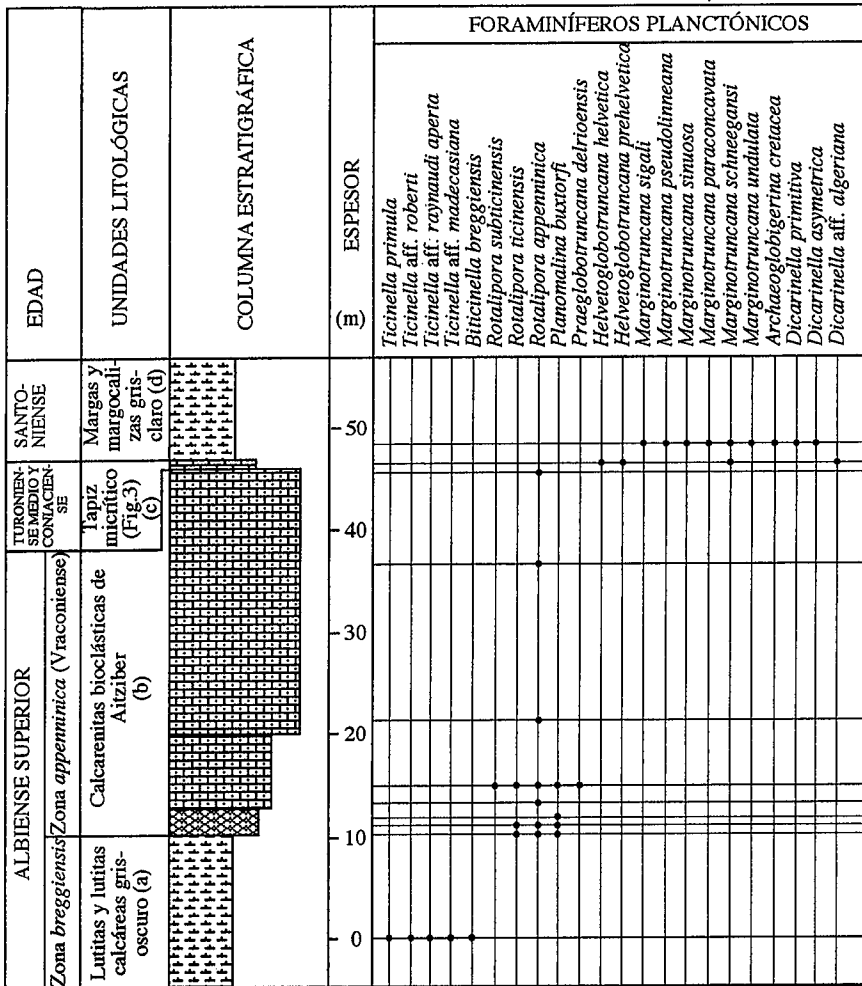 FORAMINÍFEROS PLANCTÓNICOS
EDAD
UNIDADES LITOLÓGICAS
COLUMNA ESTRATIGRÁFICA
ESPESOR
(m)
Ticinella primula
Ticinella aff. roberti
Ticinella aff. raynaudi aperta
Ticinella aff. madecasiana
Biticinella breggiensis
Rotalipora subticinensis
Rotalipora ticinensis
Rotalipora appenninica
Planomalina buxtorfi
Praeglobotruncana delrioensis
Helvetoglobotruncana helvetica
Helvetoglobotruncana prehelvetica
Marginotruncana sigali
Marginotruncana pseudolinneana
Marginotruncana sinuosa
Marginotruncana paraconcavata
Marginotruncana schneegansi
Marginotruncana undulata
Archaeoglobigerina cretacea
Dicarinella primitiva
Dicarinella asymetrica
Dicarinella aff. algeriana
SANTO-
NIENSE
Margas y
margocali-
zas gris-
claro (d)
TURONIEN-
SE MEDIO Y
CONIACIEN-
SE
Tapiz
micrítico
(Fig.3)
(c)
ALBIENSE SUPERIOR
Zona appenninica (Vraconiense)
Calcarenitas bioclásticas de
Aitziber
(b)
Zona breggiensis
Lutitas y lutitas
calcáreas gris-
oscuro (a)
50
40
30
20
10
0